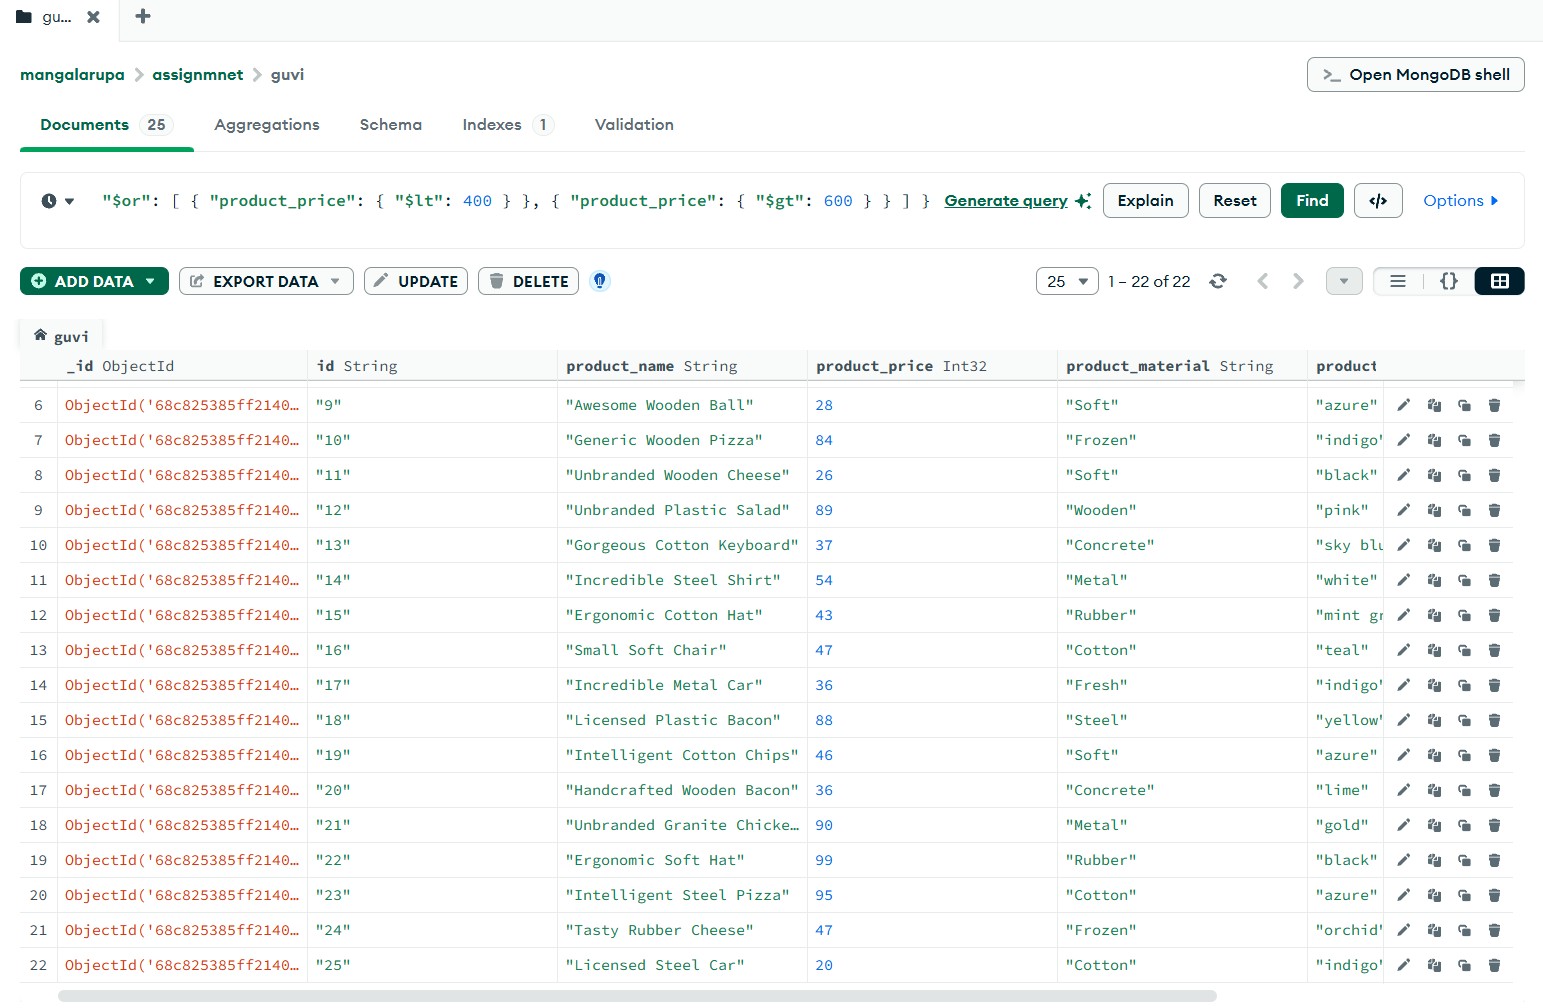 gu...
mangalarupa > assignmnet > guvi
>_ Open MongoDB shell
Documents 25 Aggregations Schema Indexes 1 Validation
"$or": [ { "product_price": { "$lt": 400 } }, { "product_price": { "$gt": 600 } } ] } Generate query Explain Reset Find </> Options
ADD DATA EXPORT DATA UPDATE DELETE 25 1 – 22 of 22 {}
guvi
_id ObjectId id String product_name String product_price Int32 product_material String product
6 ObjectId('68c825385ff2140… "9" "Awesome Wooden Ball" 28 "Soft" "azure"
7 ObjectId('68c825385ff2140… "10" "Generic Wooden Pizza" 84 "Frozen" "indigo"
8 ObjectId('68c825385ff2140… "11" "Unbranded Wooden Cheese" 26 "Soft" "black"
9 ObjectId('68c825385ff2140… "12" "Unbranded Plastic Salad" 89 "Wooden" "pink"
10 ObjectId('68c825385ff2140… "13" "Gorgeous Cotton Keyboard" 37 "Concrete" "sky blu
11 ObjectId('68c825385ff2140… "14" "Incredible Steel Shirt" 54 "Metal" "white"
12 ObjectId('68c825385ff2140… "15" "Ergonomic Cotton Hat" 43 "Rubber" "mint gr
13 ObjectId('68c825385ff2140… "16" "Small Soft Chair" 47 "Cotton" "teal"
14 ObjectId('68c825385ff2140… "17" "Incredible Metal Car" 36 "Fresh" "indigo"
15 ObjectId('68c825385ff2140… "18" "Licensed Plastic Bacon" 88 "Steel" "yellow"
16 ObjectId('68c825385ff2140… "19" "Intelligent Cotton Chips" 46 "Soft" "azure"
17 ObjectId('68c825385ff2140… "20" "Handcrafted Wooden Bacon" 36 "Concrete" "lime"
18 ObjectId('68c825385ff2140… "21" "Unbranded Granite Chicke… 90 "Metal" "gold"
19 ObjectId('68c825385ff2140… "22" "Ergonomic Soft Hat" 99 "Rubber" "black"
20 ObjectId('68c825385ff2140… "23" "Intelligent Steel Pizza" 95 "Cotton" "azure"
21 ObjectId('68c825385ff2140… "24" "Tasty Rubber Cheese" 47 "Frozen" "orchid"
22 ObjectId('68c825385ff2140… "25" "Licensed Steel Car" 20 "Cotton" "indigo"